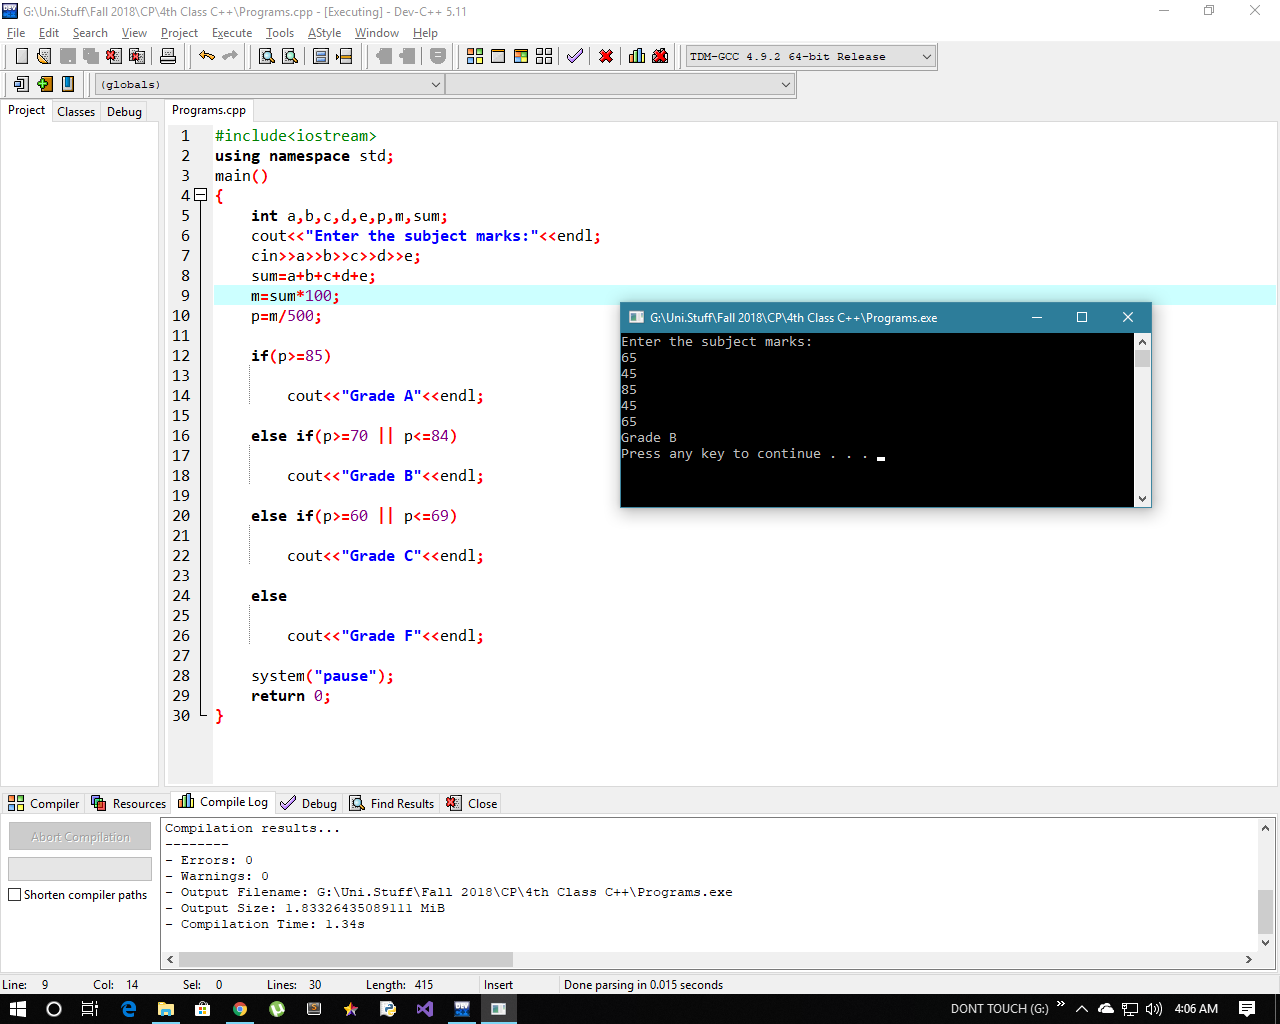 G:\Uni.Stuff\Fall 2018\CP\4th Class C++\Programs.cpp - [Executing] - Dev-C++ 5.11
File Edit Search View Project Execute Tools AStyle Window Help
TDM-GCC 4.9.2 64-bit Release
(globals)
Project Classes Debug
Programs.cpp
1 #include<iostream>
2 using namespace std;
3 main()
4 {
5 int a,b,c,d,e,p,m,sum;
6 cout<<"Enter the subject marks:"<<endl;
7 cin>>a>>b>>c>>d>>e;
8 sum=a+b+c+d+e;
9 m=sum*100;
10 p=m/500;
11
12 if(p>=85)
13
14 cout<<"Grade A"<<endl;
15
16 else if(p>=70 || p<=84)
17
18 cout<<"Grade B"<<endl;
19
20 else if(p>=60 || p<=69)
21
22 cout<<"Grade C"<<endl;
23
24 else
25
26 cout<<"Grade F"<<endl;
27
28 system("pause");
29 return 0;
30 }
G:\Uni.Stuff\Fall 2018\CP\4th Class C++\Programs.exe
Enter the subject marks:
65
45
85
45
65
Grade B
Press any key to continue . . .
Compiler Resources Compile Log Debug Find Results Close
Abort Compilation
Shorten compiler paths
Compilation results...
--------
- Errors: 0
- Warnings: 0
- Output Filename: G:\Uni.Stuff\Fall 2018\CP\4th Class C++\Programs.exe
- Output Size: 1.83326435089111 MiB
- Compilation Time: 1.34s
Line: 9 Col: 14 Sel: 0 Lines: 30 Length: 415 Insert Done parsing in 0.015 seconds
DONT TOUCH (G:) 4:06 AM